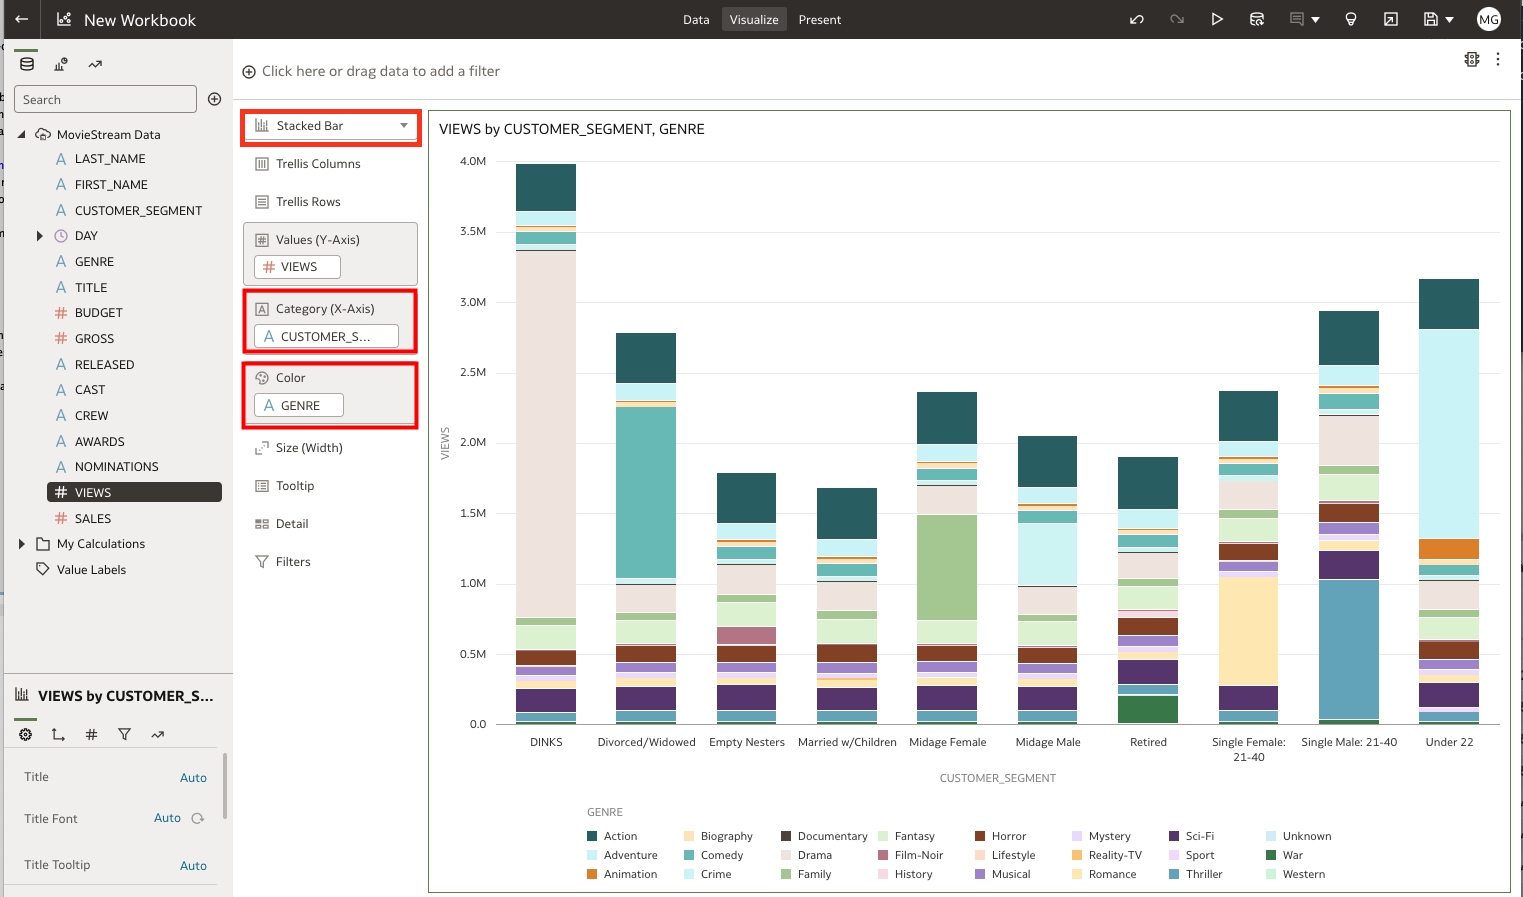 New Workbook
Data Visualize Present
MG
Search
MovieStream Data
LAST_NAME
FIRST_NAME
CUSTOMER_SEGMENT
DAY
GENRE
TITLE
BUDGET
GROSS
RELEASED
CAST
CREW
AWARDS
NOMINATIONS
VIEWS
SALES
My Calculations
Value Labels
VIEWS by CUSTOMER_S...
Title Auto
Title Font Auto
Title Tooltip Auto
Click here or drag data to add a filter
Stacked Bar
Trellis Columns
Trellis Rows
Values (Y-Axis)
VIEWS
Category (X-Axis)
CUSTOMER_S...
Color
GENRE
Size (Width)
Tooltip
Detail
Filters
VIEWS by CUSTOMER_SEGMENT, GENRE
4.0M
3.5M
3.0M
2.5M
2.0M
1.5M
1.0M
0.5M
0.0
VIEWS
DINKS Divorced/Widowed Empty Nesters Married w/Children Midage Female Midage Male Retired Single Female: Single Male: 21-40 Under 22
21-40
CUSTOMER_SEGMENT
GENRE
Action Biography Documentary Fantasy Horror Mystery Sci-Fi Unknown
Adventure Comedy Drama Film-Noir Lifestyle Reality-TV Sport War
Animation Crime Family History Musical Romance Thriller Western